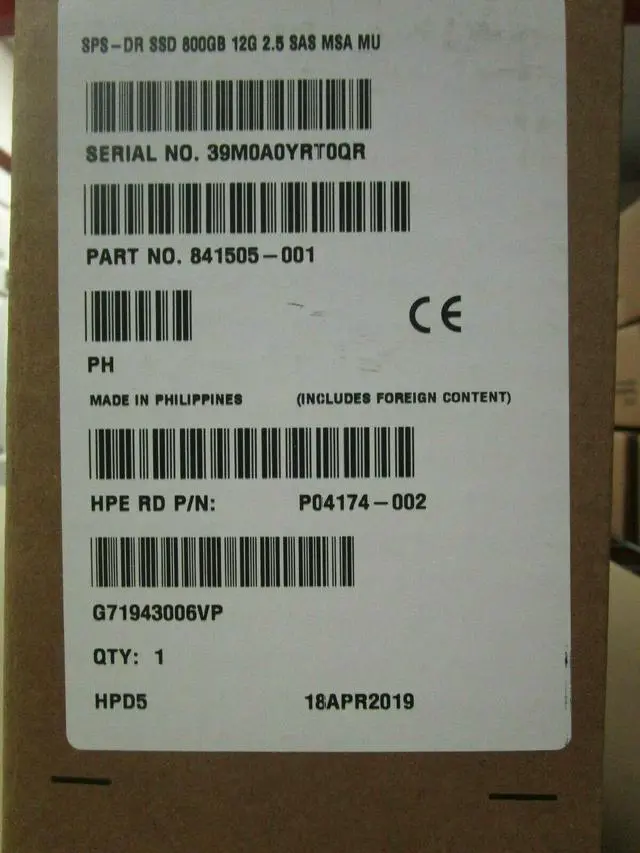 SPS-DR SSD 800GB 12G 2.5 SAS MSA MU
SERIAL NO. 39M0A0YRT0QR
PART NO. 841505-001
CE
PH
MADE IN PHILIPPINES (INCLUDES FOREIGN CONTENT)
HPE RD P/N: P04174-002
G71943006VP
QTY: 1
HPD5 18APR2019